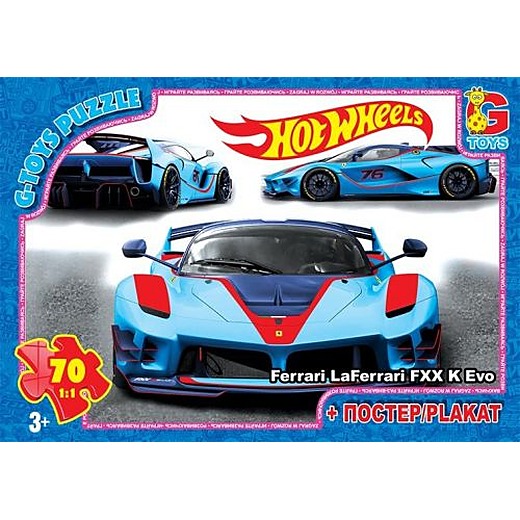 G-TOYS PUZZLE
HOT WHEELS
G
TOYS
76
Ferrari LaFerrari FXX K Evo
70
1:1
3+
+ ПОСТЕР/PLAKAT